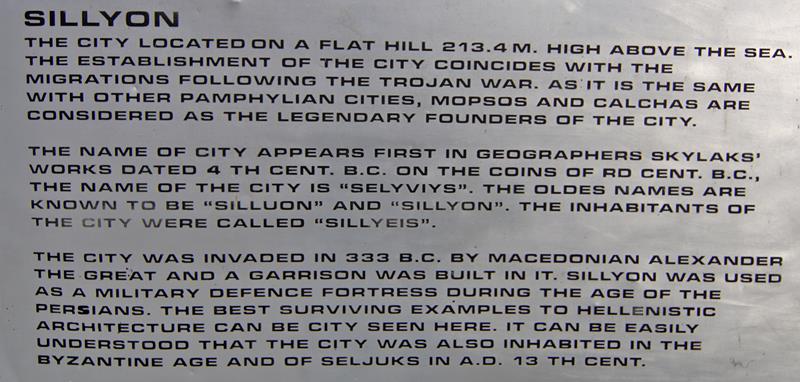 SILLYON
THE CITY LOCATED ON A FLAT HILL 213.4 M. HIGH ABOVE THE SEA.
THE ESTABLISHMENT OF THE CITY COINCIDES WITH THE
MIGRATIONS FOLLOWING THE TROJAN WAR. AS IT IS THE SAME
WITH OTHER PAMPHYLIAN CITIES, MOPSOS AND CALCHAS ARE
CONSIDERED AS THE LEGENDARY FOUNDERS OF THE CITY.
THE NAME OF CITY APPEARS FIRST IN GEOGRAPHERS SKYLAKS'
WORKS DATED 4 TH CENT. B.C. ON THE COINS OF RD CENT. B.C.,
THE NAME OF THE CITY IS “SELYVIYS”. THE OLDES NAMES ARE
KNOWN TO BE “SILLUON” AND “SILLYON”. THE INHABITANTS OF
THE CITY WERE CALLED “SILLYEIS”.
THE CITY WAS INVADED IN 333 B.C. BY MACEDONIAN ALEXANDER
THE GREAT AND A GARRISON WAS BUILT IN IT. SILLYON WAS USED
AS A MILITARY DEFENCE FORTRESS DURING THE AGE OF THE
PERSIANS. THE BEST SURVIVING EXAMPLES TO HELLENISTIC
ARCHITECTURE CAN BE CITY SEEN HERE. IT CAN BE EASILY
UNDERSTOOD THAT THE CITY WAS ALSO INHABITED IN THE
BYZANTINE AGE AND OF SELJUKS IN A.D. 13 TH CENT.